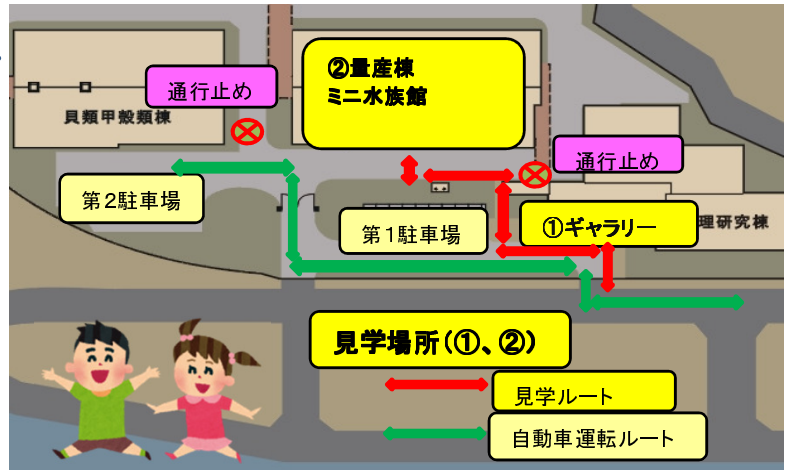 ②量産棟
ミニ水族館
通行止め
貝類甲殻類棟
通行止め
第２駐車場
第１駐車場
①ギャラリー
理研究棟
見学場所(①、②)
見学ルート
自動車運転ルート